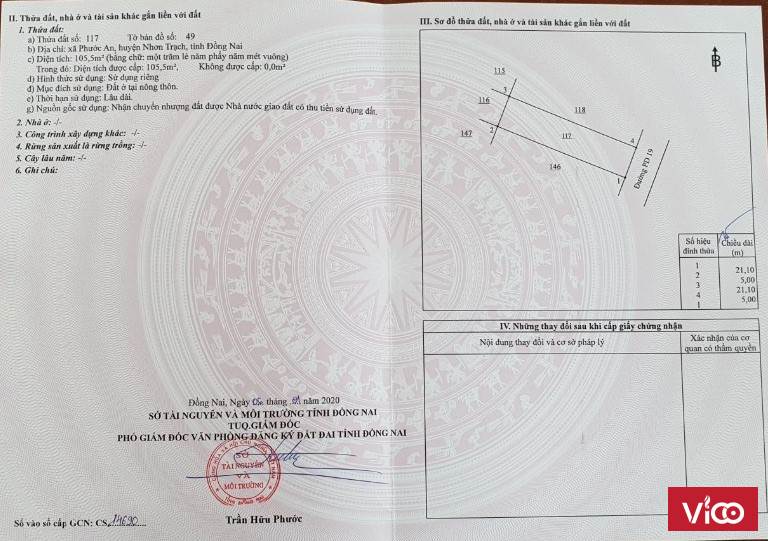 II. Thửa đất, nhà ở và tài sản khác gắn liền với đất
1. Thửa đất:
a) Thửa đất số: 117 Tờ bản đồ số: 49
b) Địa chỉ: xã Phước An, huyện Nhơn Trạch, tỉnh Đồng Nai
c) Diện tích: 105,5m² (bằng chữ: một trăm lẻ năm phẩy năm mét vuông)
Trong đó: Diện tích được cấp: 105,5m², Không được cấp: 0,0m²
d) Hình thức sử dụng: Sử dụng riêng
đ) Mục đích sử dụng: Đất ở tại nông thôn.
e) Thời hạn sử dụng: Lâu dài.
g) Nguồn gốc sử dụng: Nhận chuyển nhượng đất được Nhà nước giao đất có thu tiền sử dụng đất.
2. Nhà ở: -/-
3. Công trình xây dựng khác: -/-
4. Rừng sản xuất là rừng trồng: -/-
5. Cây lâu năm: -/-
6. Ghi chú:
Đồng Nai, Ngày tháng năm 2020
SỞ TÀI NGUYÊN VÀ MÔI TRƯỜNG TỈNH ĐỒNG NAI
TUQ.GIÁM ĐỐC
PHÓ GIÁM ĐỐC VĂN PHÒNG ĐĂNG KÝ ĐẤT ĐAI TỈNH ĐỒNG NAI
SỞ
TÀI NGUYÊN
VÀ
MÔI TRƯỜNG
Trần Hữu Phước
Số vào sổ cấp GCN: CS.14690
III. Sơ đồ thửa đất, nhà ở và tài sản khác gắn liền với đất
B
115
3
116
118
147
2
117
4
146
1
Đường PD 19
Số hiệu đỉnh thửa
Chiều dài (m)
1
21,10
2
5,00
3
21,10
4
5,00
1
IV. Những thay đổi sau khi cấp giấy chứng nhận
Nội dung thay đổi và cơ sở pháp lý
Xác nhận của cơ
quan có thẩm quyền
ViCO